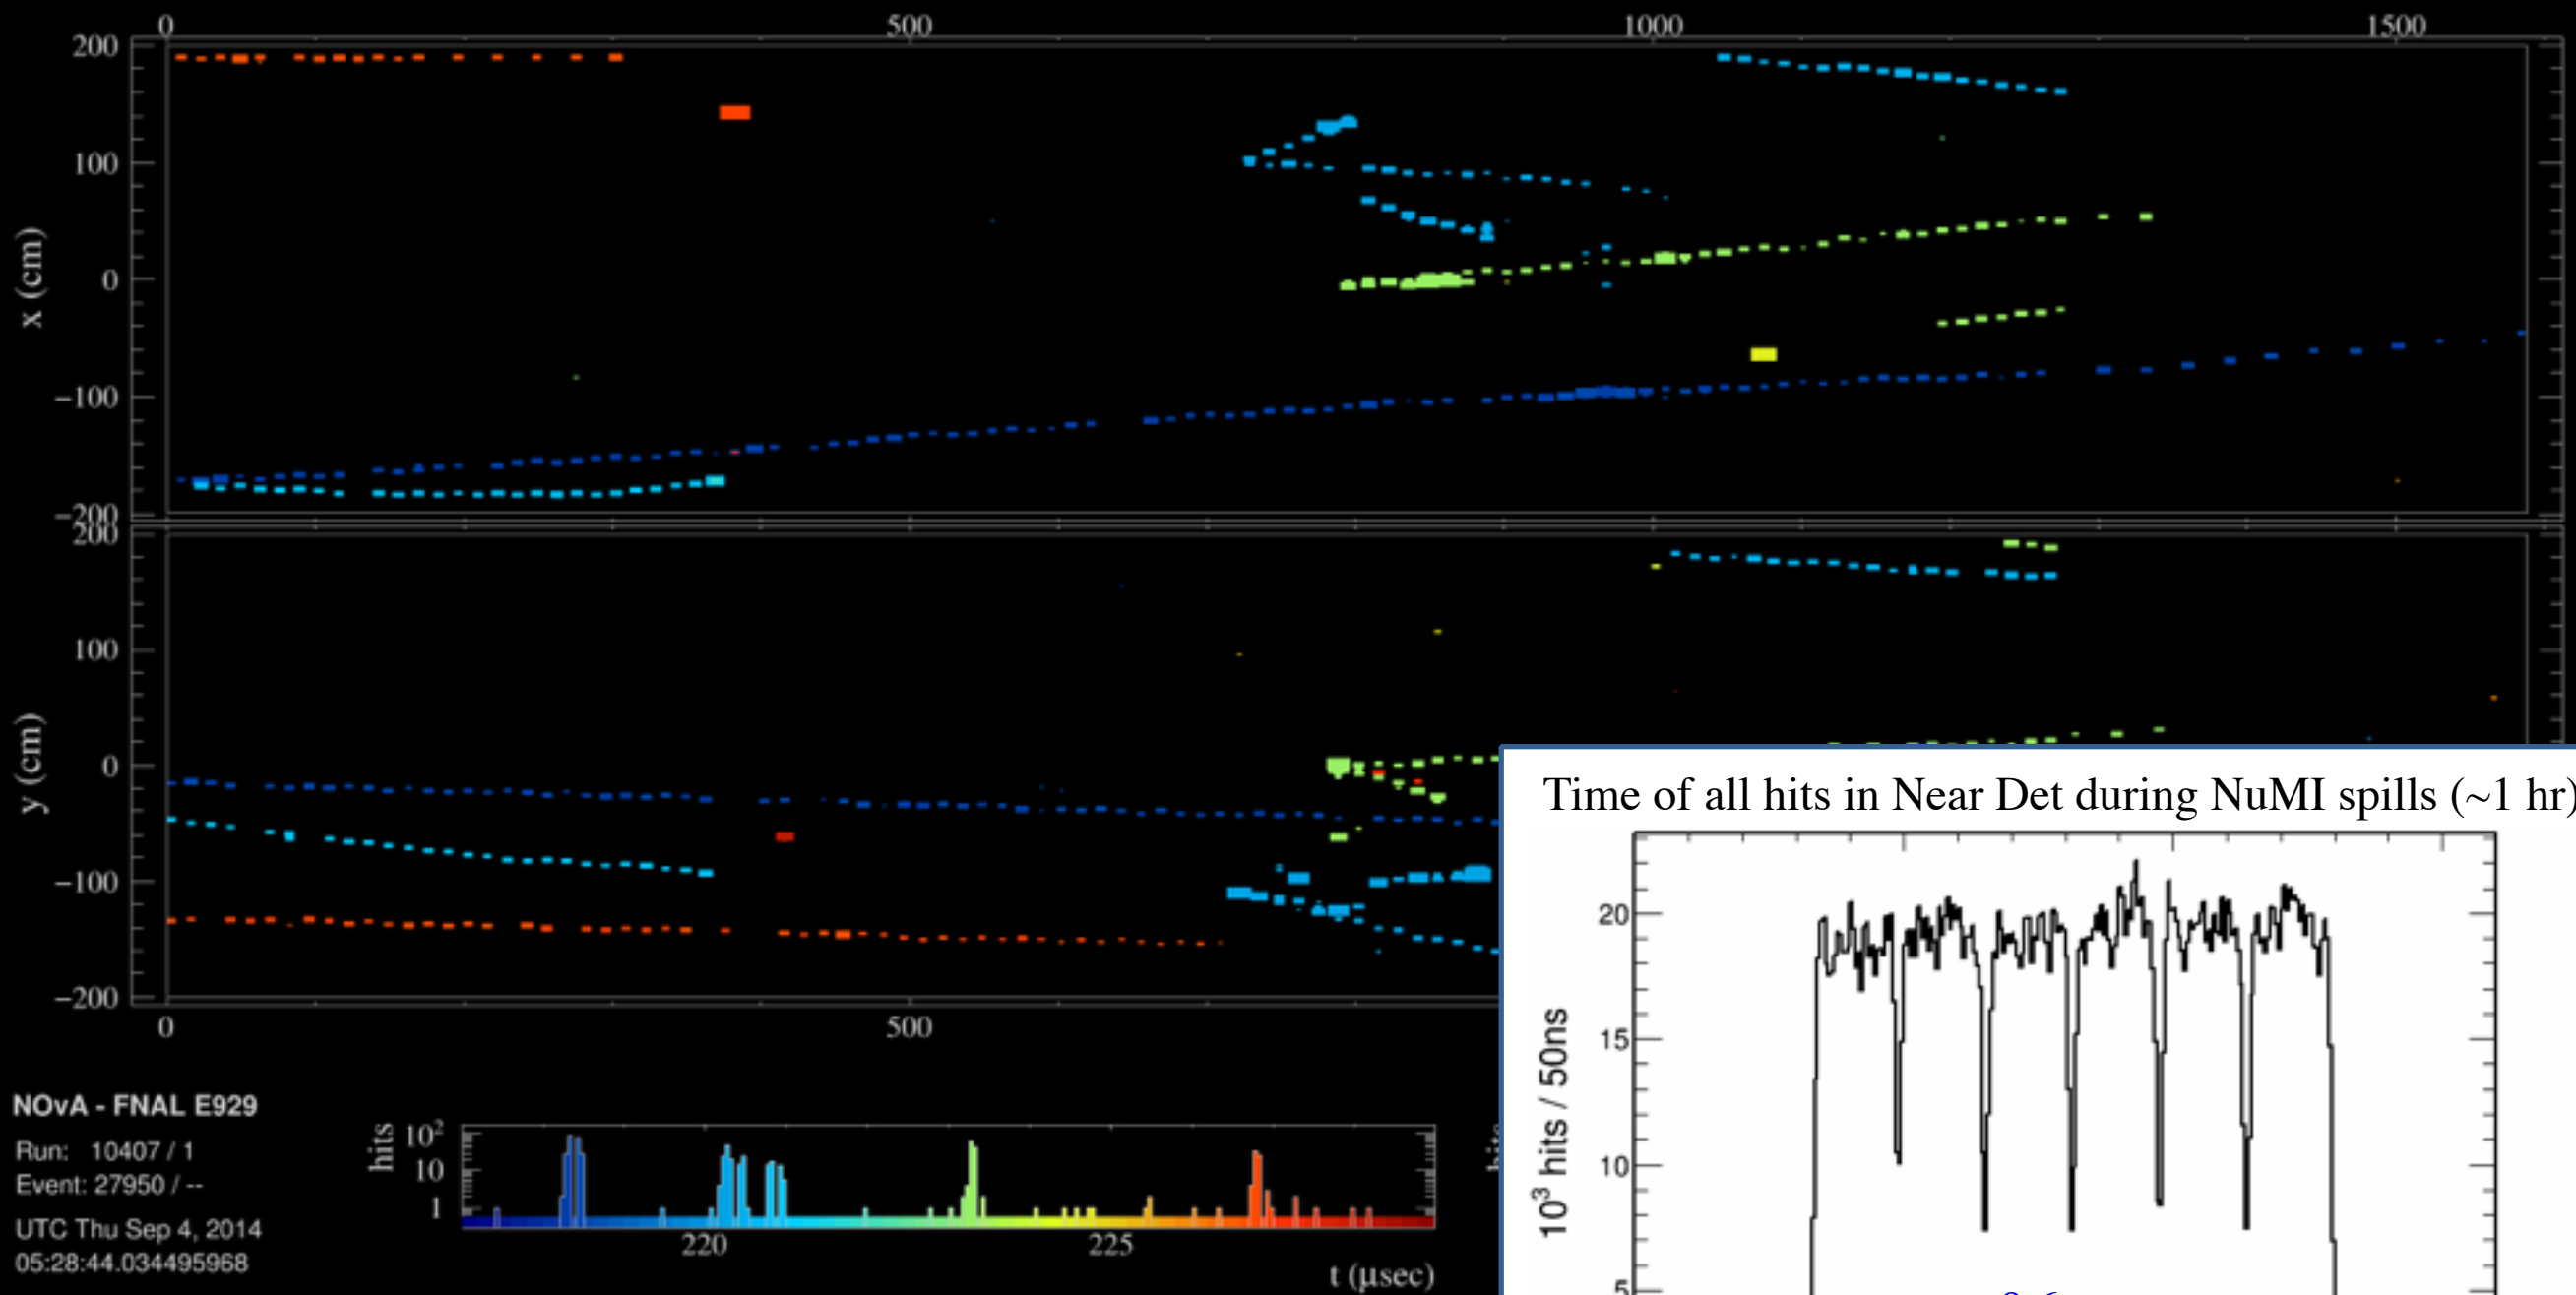 0 500 1000 1500
200
100
0
−100
−200
x (cm)
200
100
0
−100
−200
y (cm)
0 500
Time of all hits in Near Det during NuMI spills (~1 hr)
20
15
10
5
10³ hits / 50ns
NOvA - FNAL E929
Run: 10407 / 1
Event: 27950 / --
UTC Thu Sep 4, 2014
05:28:44.034495968
hits
10²
10
1
220 225
t (μsec)